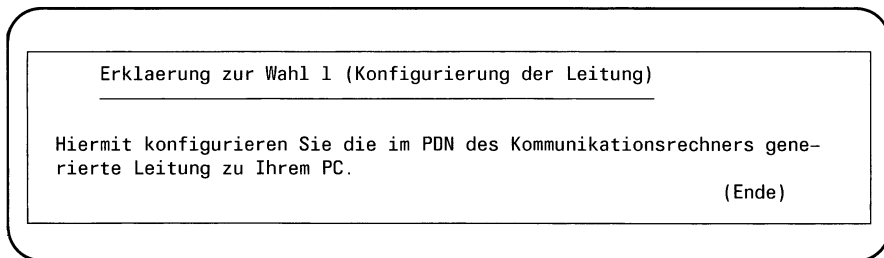 Erklaerung zur Wahl 1 (Konfigurierung der Leitung)
Hiermit konfigurieren Sie die im PDN des Kommunikationsrechners gene-
rierte Leitung zu Ihrem PC.
(Ende)